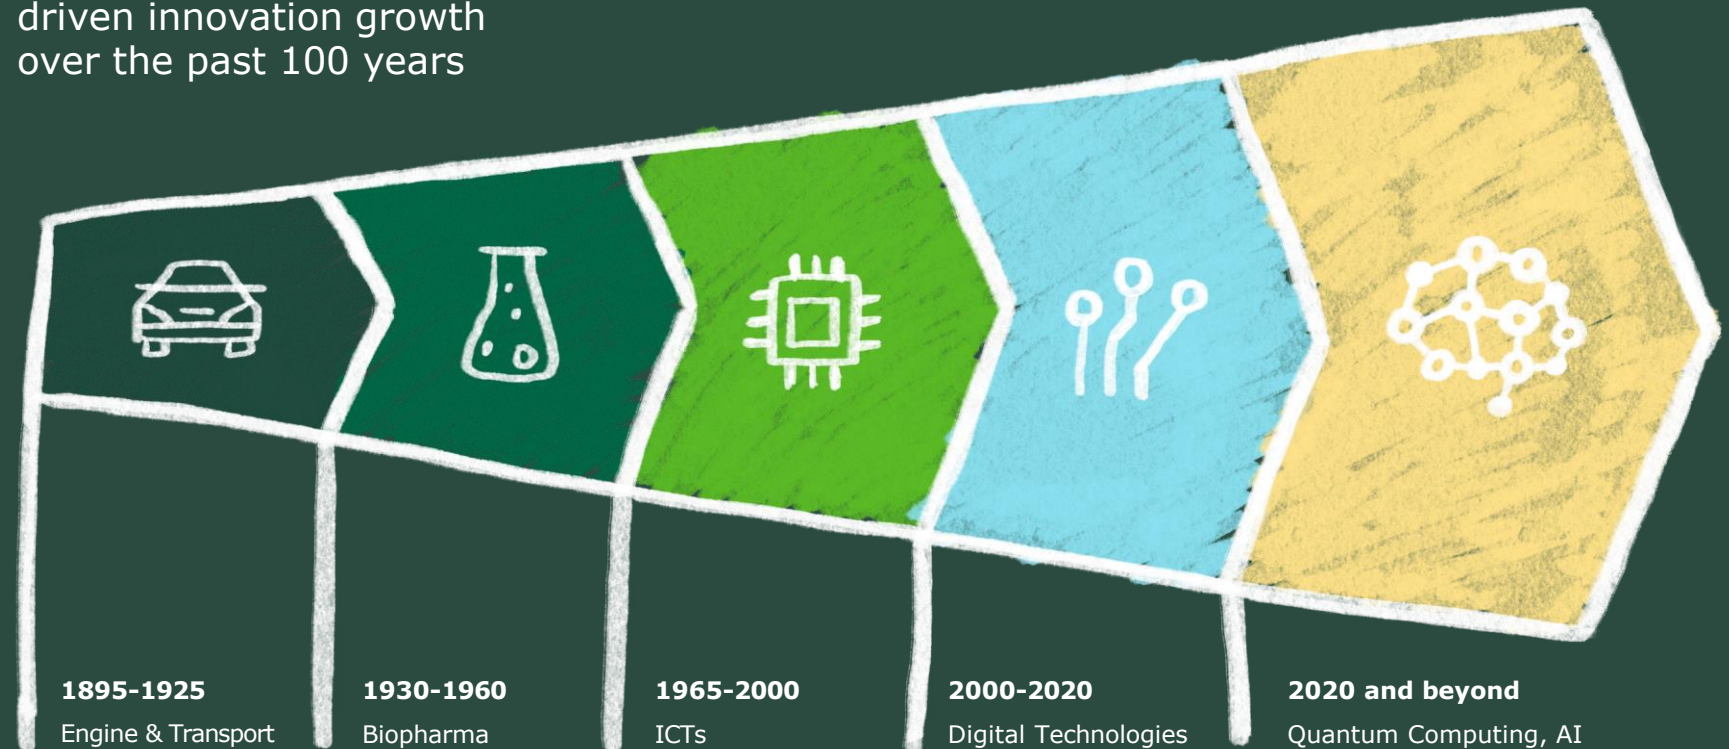 driven innovation growth
over the past 100 years
1895-1925
Engine & Transport
1930-1960
Biopharma
1965-2000
ICTs
2000-2020
Digital Technologies
2020 and beyond
Quantum Computing, AI